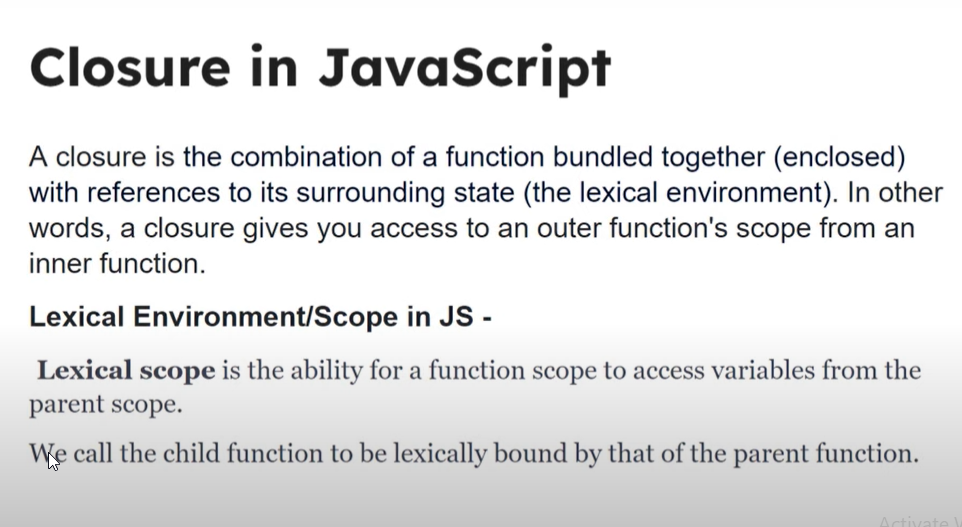 Closure in JavaScript
A closure is the combination of a function bundled together (enclosed)
with references to its surrounding state (the lexical environment). In other
words, a closure gives you access to an outer function's scope from an
inner function.
Lexical Environment/Scope in JS -
Lexical scope is the ability for a function scope to access variables from the
parent scope.
We call the child function to be lexically bound by that of the parent function.
Activate